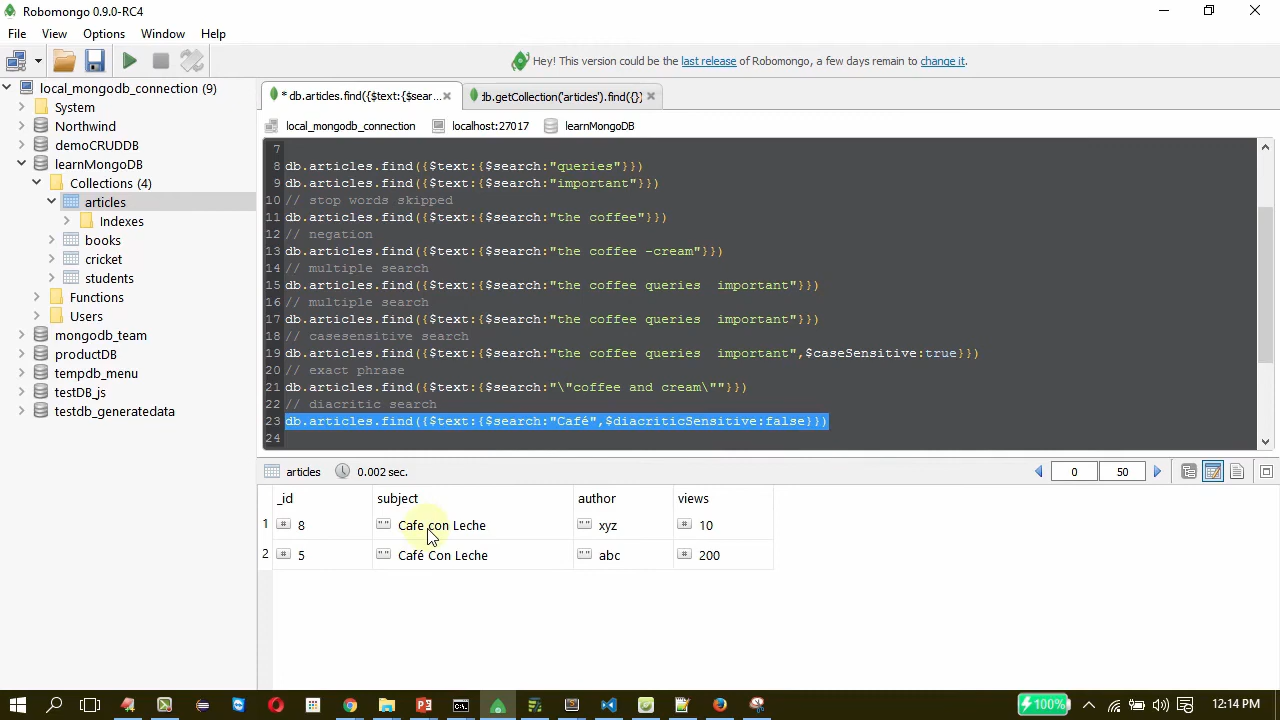 Robomongo 0.9.0-RC4
File View Options Window Help
Hey! This version could be the last release of Robomongo, a few days remain to change it.
local_mongodb_connection (9)
System
Northwind
demoCRUDDB
learnMongoDB
Collections (4)
articles
Indexes
books
cricket
students
Functions
Users
mongodb_team
productDB
tempdb_menu
testDB_js
testdb_generatedata
* db.articles.find({$text:{$sear...
db.getCollection('articles').find({})
local_mongodb_connection localhost:27017 learnMongoDB
7
8 db.articles.find({$text:{$search:"queries"}})
9 db.articles.find({$text:{$search:"important"}})
10 // stop words skipped
11 db.articles.find({$text:{$search:"the coffee"}})
12 // negation
13 db.articles.find({$text:{$search:"the coffee -cream"}})
14 // multiple search
15 db.articles.find({$text:{$search:"the coffee queries  important"}})
16 // multiple search
17 db.articles.find({$text:{$search:"the coffee queries  important"}})
18 // casesensitive search
19 db.articles.find({$text:{$search:"the coffee queries  important",$caseSensitive:true}})
20 // exact phrase
21 db.articles.find({$text:{$search:"\"coffee and cream\""}})
22 // diacritic search
23 db.articles.find({$text:{$search:"Café",$diacriticSensitive:false}})
24
articles 0.002 sec. 0 50
_id subject author views
1 8 Cafe con Leche xyz 10
2 5 Café Con Leche abc 200
100% 12:14 PM